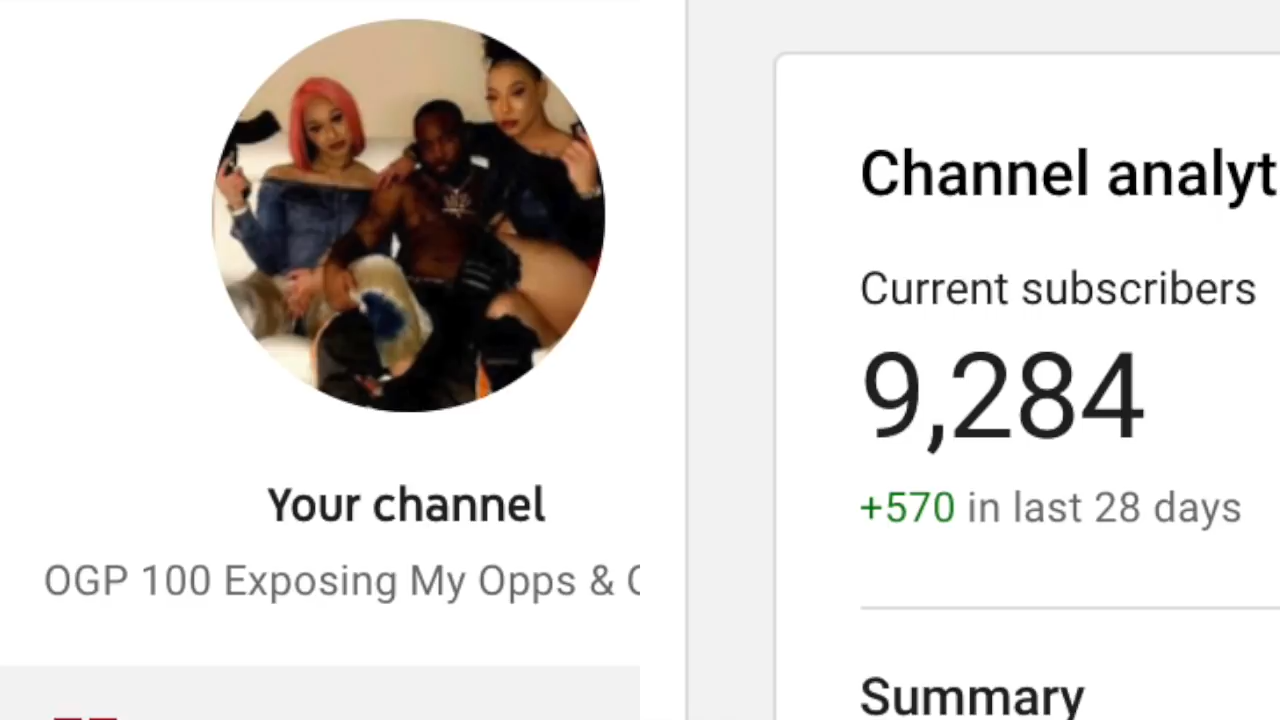 Your channel
OGP 100 Exposing My Opps &
Channel analyt
Current subscribers
9,284
+570 in last 28 days
Summary